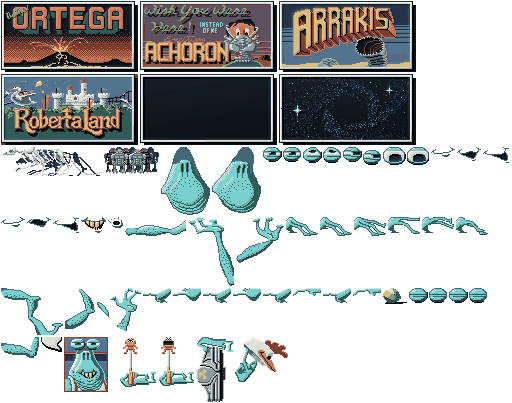 ORTEGA
Wish You Were
Here!
INSTEAD
OF ME
ACHORON
ARRAKIS
RobertaLand